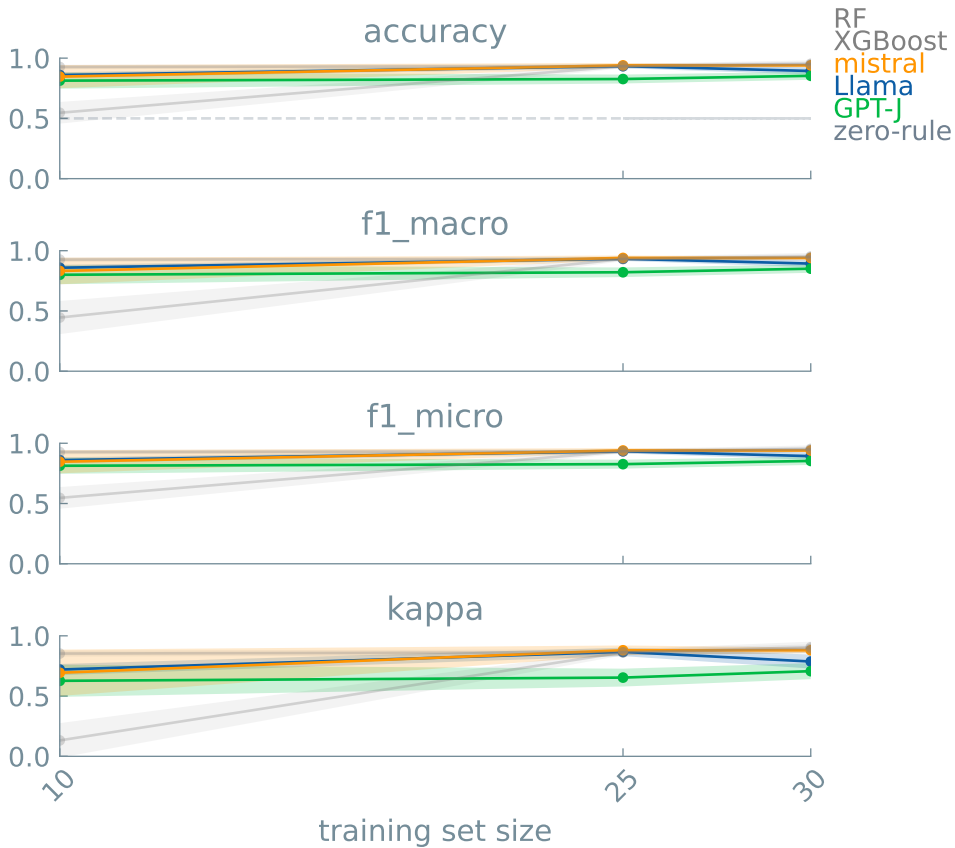 accuracy
1.0
0.5
0.0
RF
XGBoost
mistral
Llama
GPT-J
zero-rule
f1_macro
1.0
0.5
0.0
f1_micro
1.0
0.5
0.0
kappa
1.0
0.5
0.0
10
25
30
training set size